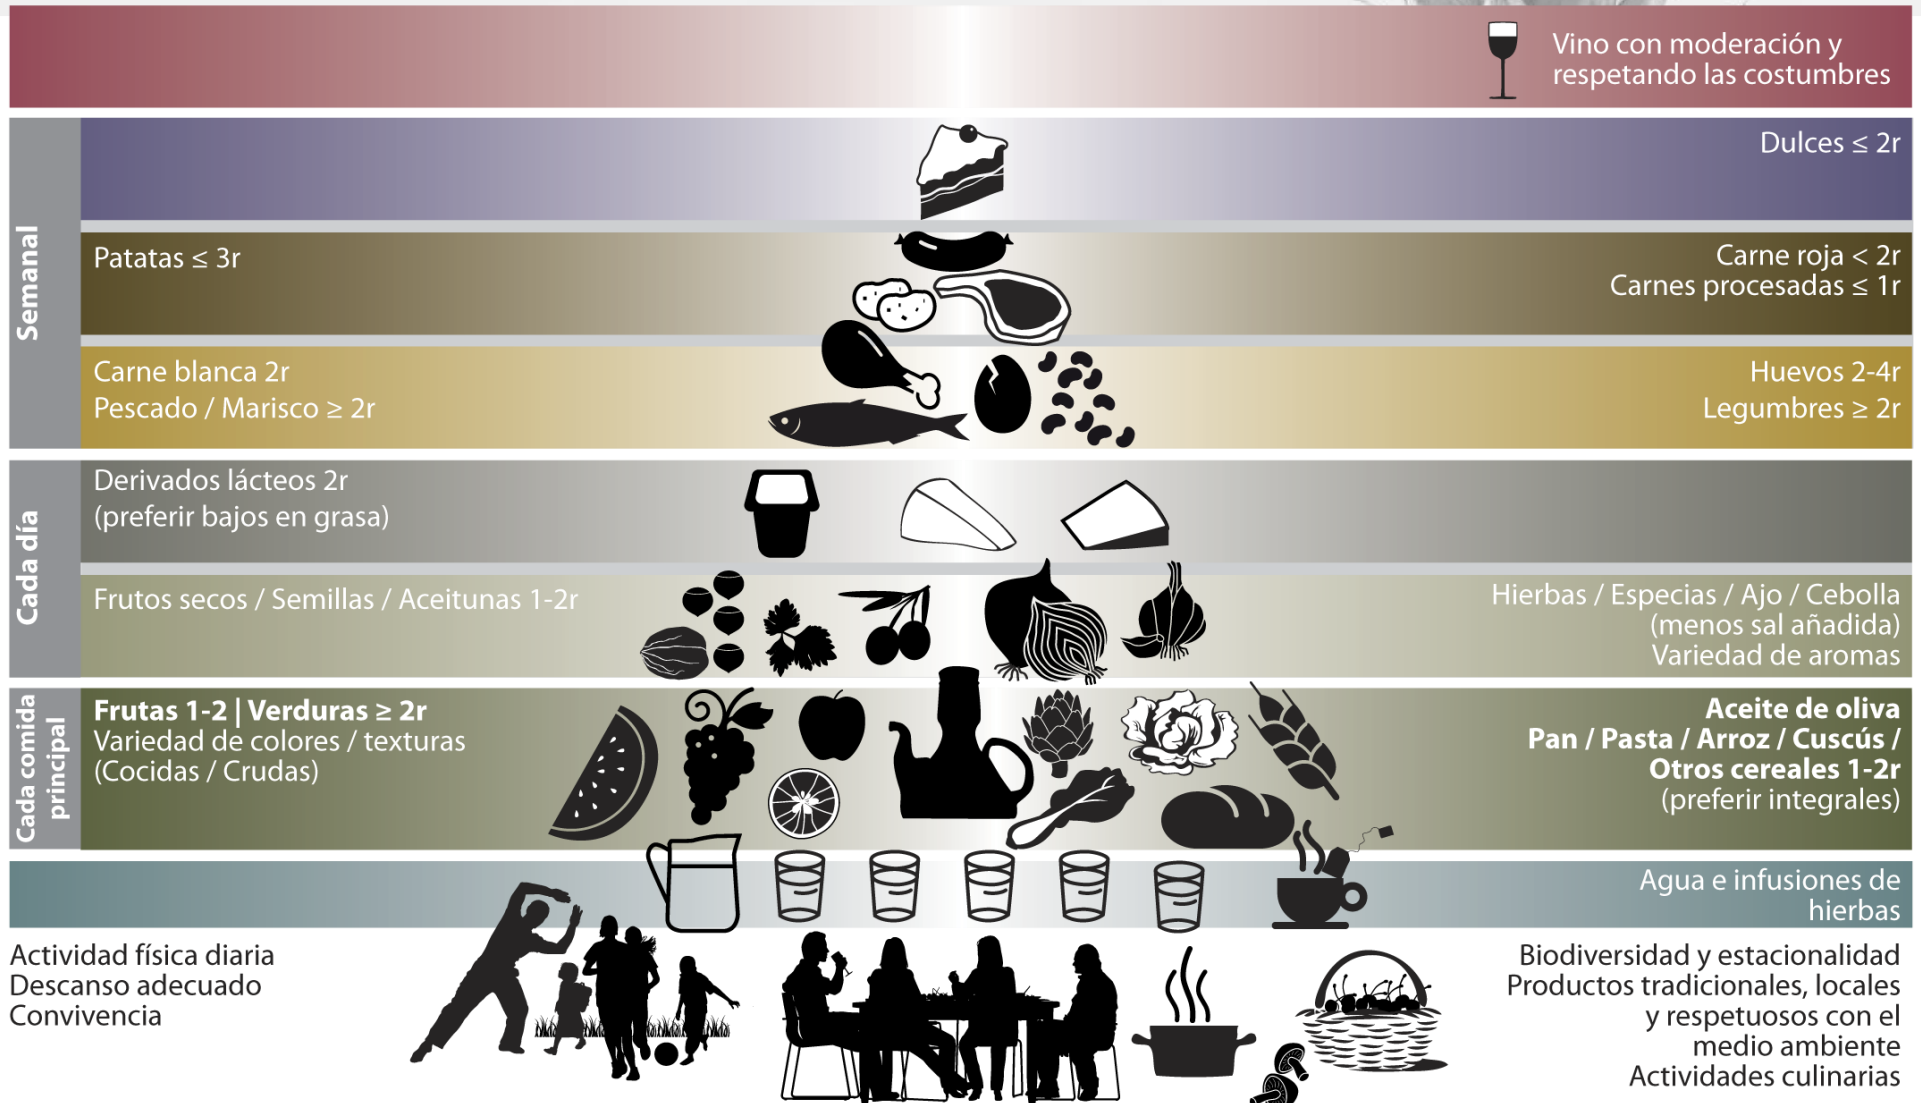 Vino con moderación y
respetando las costumbres
Semanal
Dulces ≤ 2r
Patatas ≤ 3r
Carne roja < 2r
Carnes procesadas ≤ 1r
Carne blanca 2r
Pescado / Marisco ≥ 2r
Huevos 2-4r
Legumbres ≥ 2r
Cada día
Derivados lácteos 2r
(preferir bajos en grasa)
Frutos secos / Semillas / Aceitunas 1-2r
Hierbas / Especias / Ajo / Cebolla
(menos sal añadida)
Variedad de aromas
Cada comida
principal
Frutas 1-2 | Verduras ≥ 2r
Variedad de colores / texturas
(Cocidas / Crudas)
Aceite de oliva
Pan / Pasta / Arroz / Cuscús /
Otros cereales 1-2r
(preferir integrales)
Agua e infusiones de
hierbas
Actividad física diaria
Descanso adecuado
Convivencia
Biodiversidad y estacionalidad
Productos tradicionales, locales
y respetuosos con el
medio ambiente
Actividades culinarias